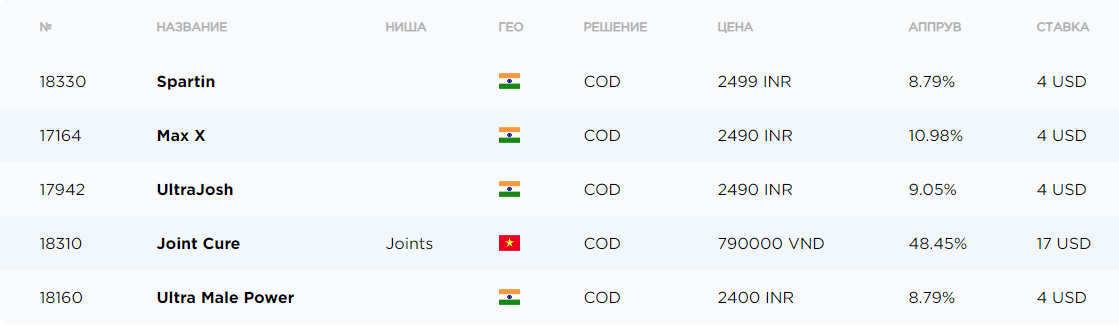 № НАЗВАНИЕ НИША ГЕО РЕШЕНИЕ ЦЕНА АППРУВ СТАВКА
18330 Spartin COD 2499 INR 8.79% 4 USD
17164 Max X COD 2490 INR 10.98% 4 USD
17942 UltraJosh COD 2490 INR 9.05% 4 USD
18310 Joint Cure Joints COD 790000 VND 48.45% 17 USD
18160 Ultra Male Power COD 2400 INR 8.79% 4 USD